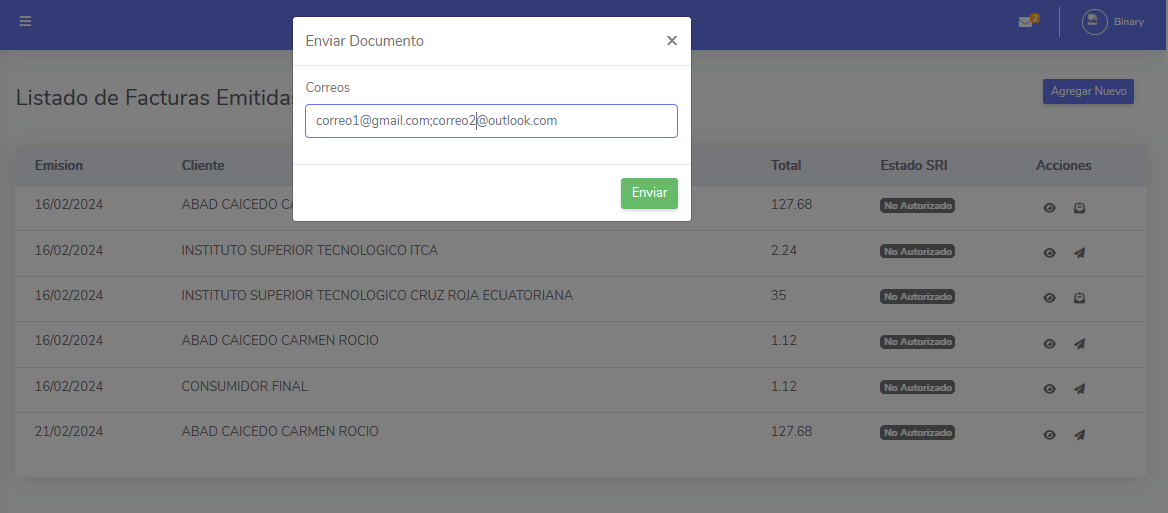 2
Binary
Enviar Documento
×
Correos
correo1@gmail.com;correo2@outlook.com
Enviar
Listado de Facturas Emitidas
Agregar Nuevo
Emision Cliente Total Estado SRI Acciones
16/02/2024 ABAD CAICEDO 127.68 No Autorizado
16/02/2024 INSTITUTO SUPERIOR TECNOLOGICO ITCA 2.24 No Autorizado
16/02/2024 INSTITUTO SUPERIOR TECNOLOGICO CRUZ ROJA ECUATORIANA 35 No Autorizado
16/02/2024 ABAD CAICEDO CARMEN ROCIO 1.12 No Autorizado
16/02/2024 CONSUMIDOR FINAL 1.12 No Autorizado
21/02/2024 ABAD CAICEDO CARMEN ROCIO 127.68 No Autorizado